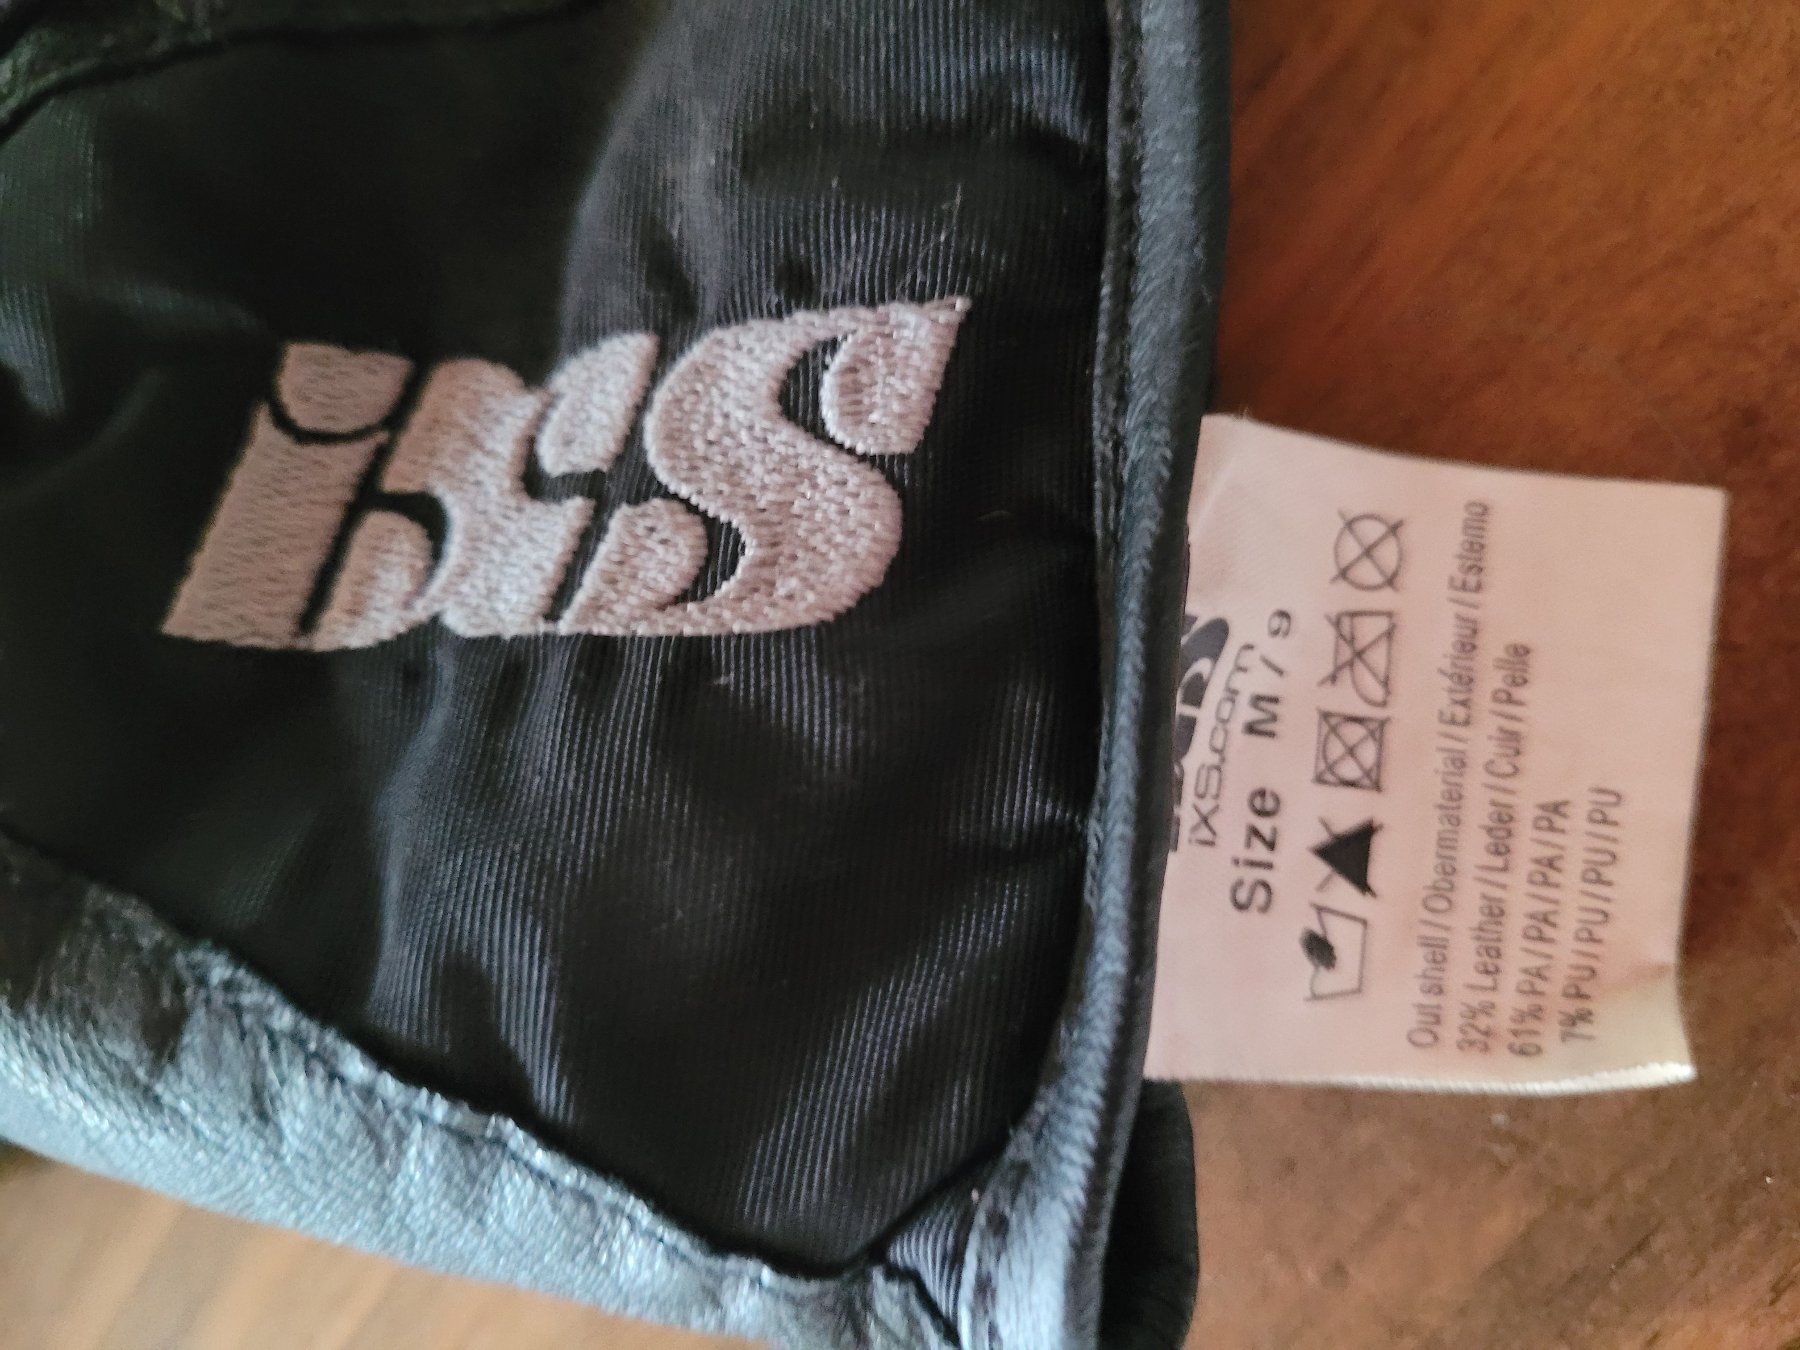 iXS
iXS.com
Size M / 9
Out shell / Obermaterial / Extérieur / Esterno
32% Leather / Leder / Cuir / Pelle
61% PA / PA / PA / PA
7% PU / PU / PU / PU